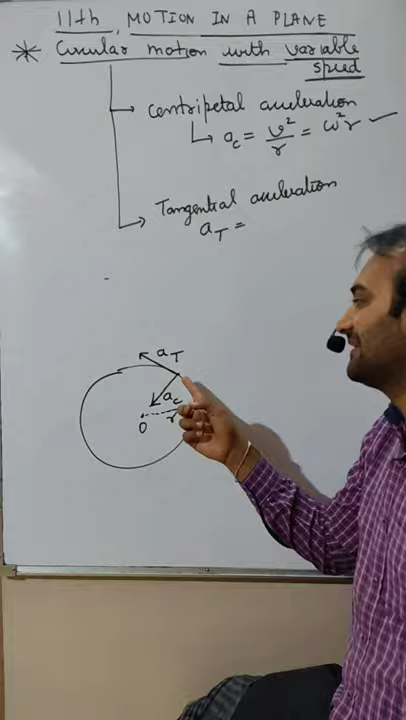 11th, MOTION IN A PLANE
* Circular motion with variable
speed
centripetal acceleration
a_c = v²/r = ω²r
Tangential acceleration
a_T =
a_T
a_c
r
O